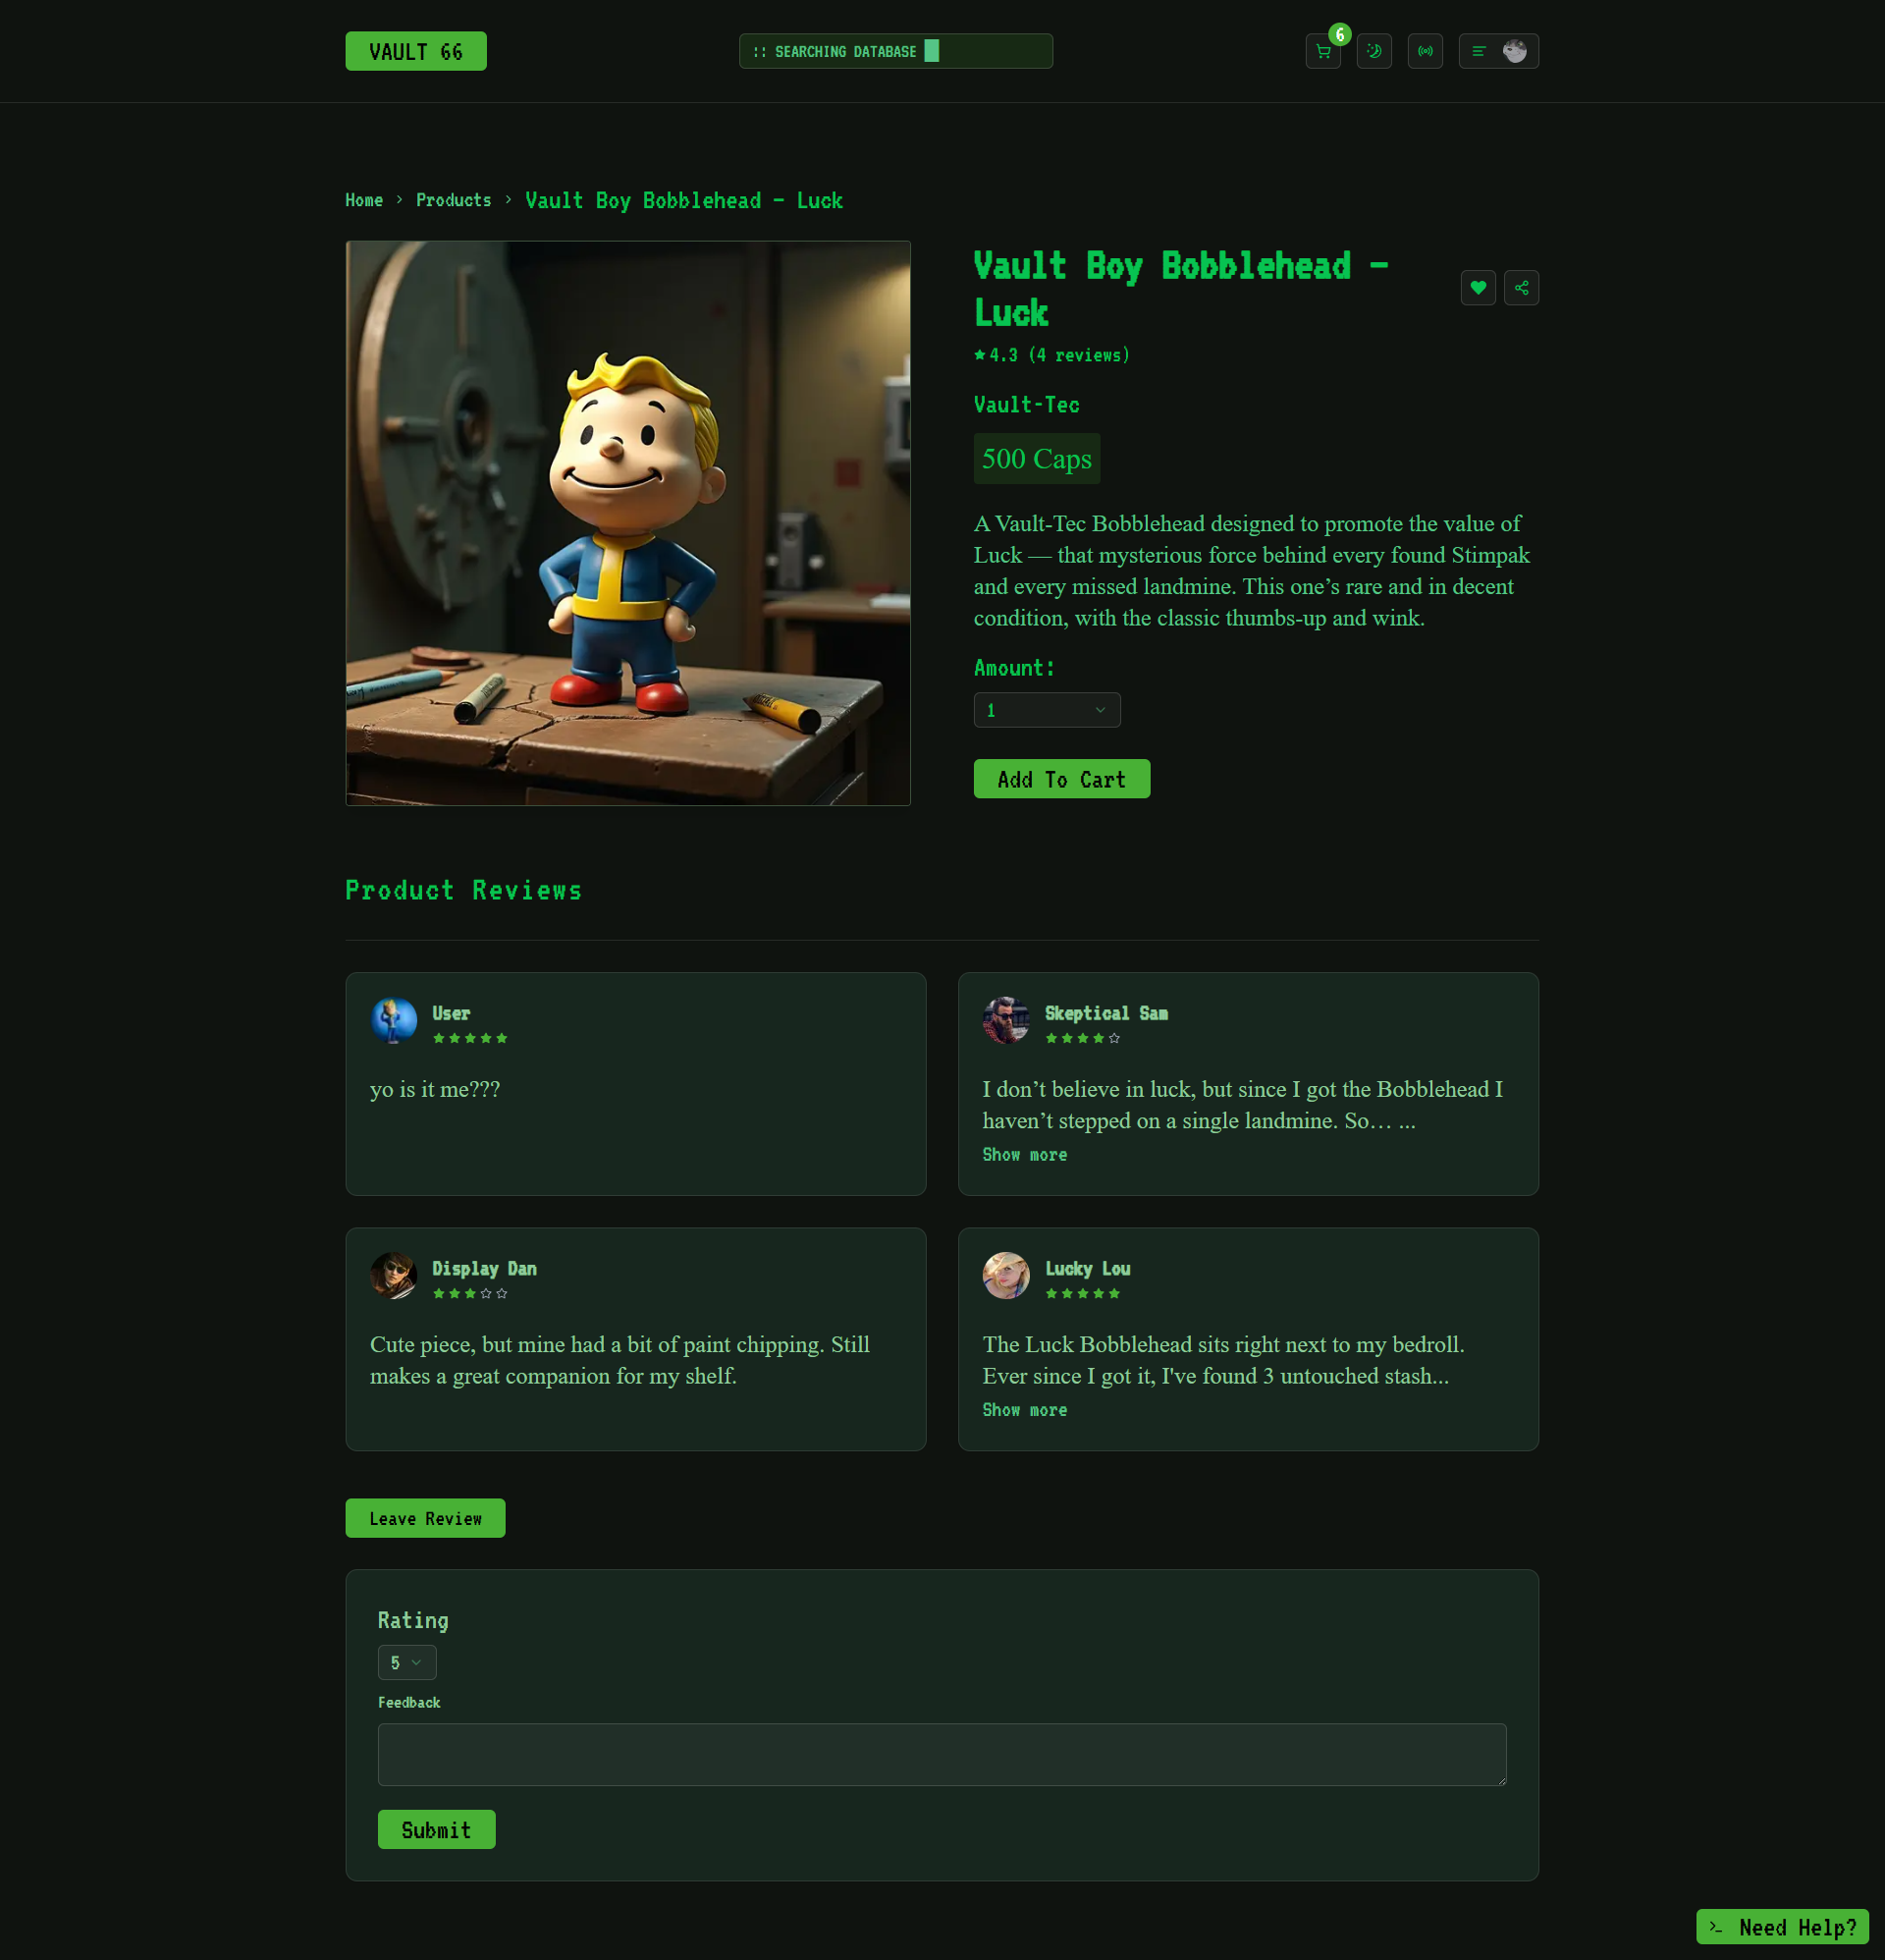 VAULT 66
:: SEARCHING DATABASE
6
Home > Products > Vault Boy Bobblehead – Luck
Vault Boy Bobblehead –
Luck
4.3 (4 reviews)
Vault-Tec
500 Caps
A Vault-Tec Bobblehead designed to promote the value of
Luck — that mysterious force behind every found Stimpak
and every missed landmine. This one’s rare and in decent
condition, with the classic thumbs-up and wink.
Amount:
1
Add To Cart
Product Reviews
User
yo is it me???
Skeptical Sam
I don’t believe in luck, but since I got the Bobblehead I
haven’t stepped on a single landmine. So… ...
Show more
Display Dan
Cute piece, but mine had a bit of paint chipping. Still
makes a great companion for my shelf.
Lucky Lou
The Luck Bobblehead sits right next to my bedroll.
Ever since I got it, I've found 3 untouched stash...
Show more
Leave Review
Rating
5
Feedback
Submit
>_ Need Help?